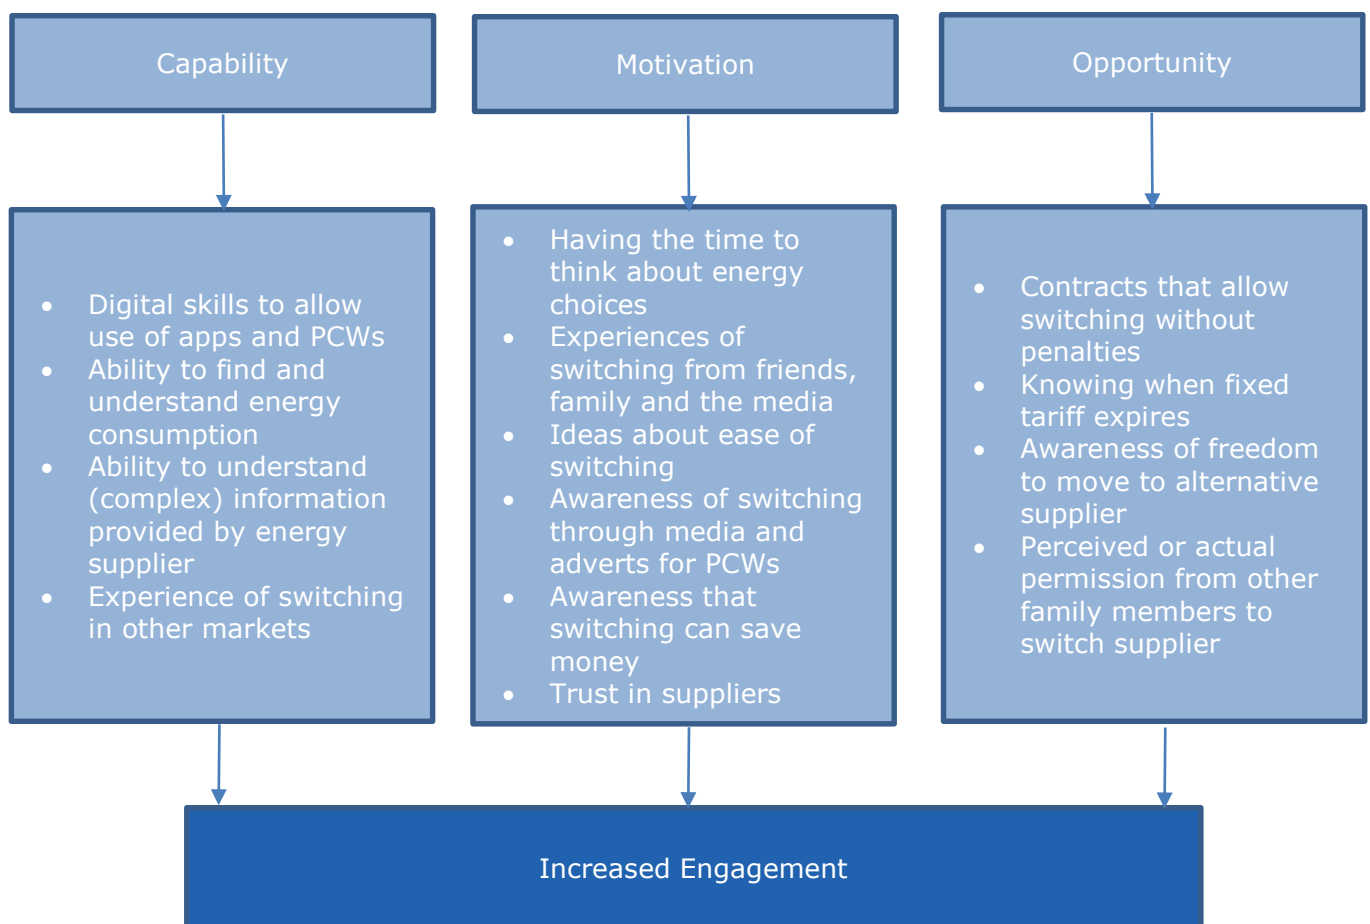 Capability
Motivation
Opportunity
• Digital skills to allow
use of apps and PCWs
• Ability to find and
understand energy
consumption
• Ability to understand
(complex) information
provided by energy
supplier
• Experience of switching
in other markets
• Having the time to
think about energy
choices
• Experiences of
switching from friends,
family and the media
• Ideas about ease of
switching
• Awareness of switching
through media and
adverts for PCWs
• Awareness that
switching can save
money
• Trust in suppliers
• Contracts that allow
switching without
penalties
• Knowing when fixed
tariff expires
• Awareness of freedom
to move to alternative
supplier
• Perceived or actual
permission from other
family members to
switch supplier
Increased Engagement